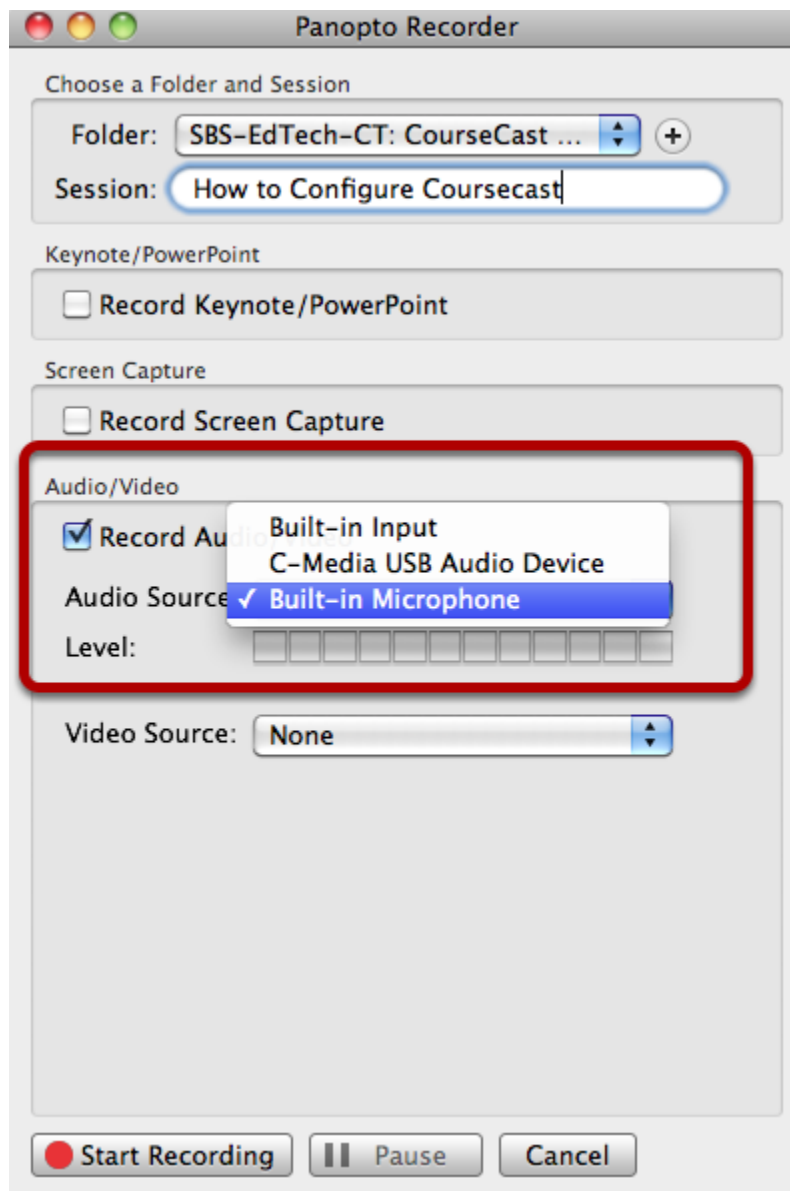 Panopto Recorder
Choose a Folder and Session
Folder: SBS-EdTech-CT: CourseCast ...
Session: How to Configure Coursecast
Keynote/PowerPoint
Record Keynote/PowerPoint
Screen Capture
Record Screen Capture
Audio/Video
Record Audio/Video
Built-in Input
C-Media USB Audio Device
Audio Source ✓ Built-in Microphone
Level:
Video Source: None
Start Recording Pause Cancel